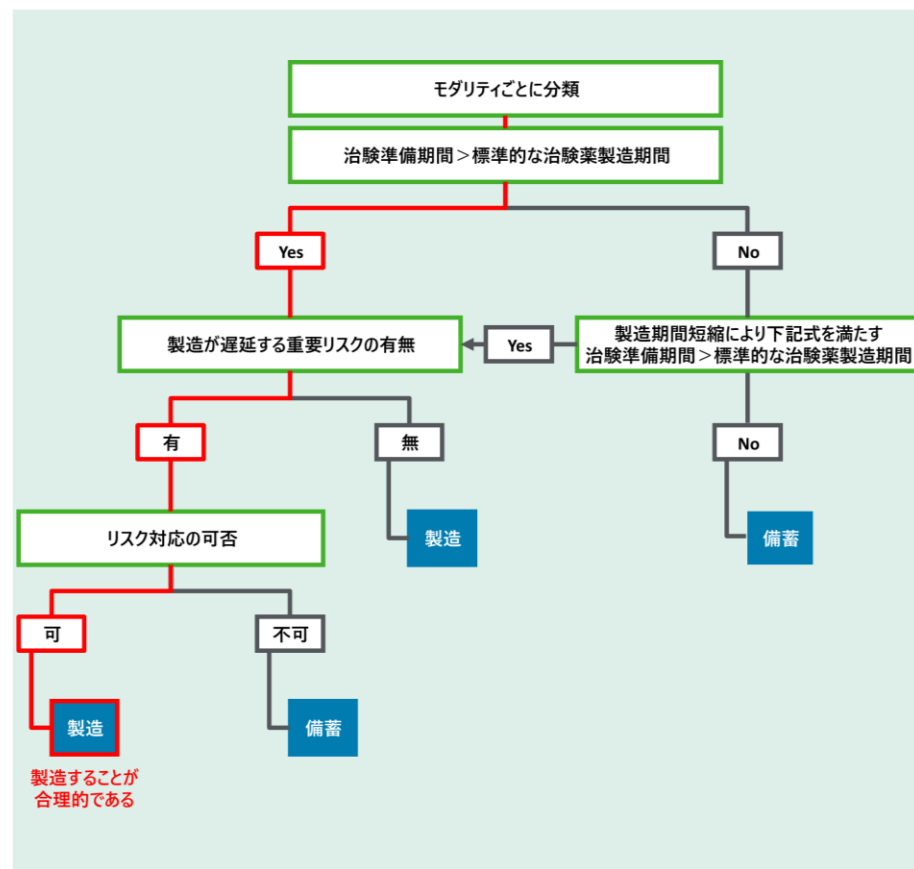 モダリティごとに分類
治験準備期間＞標準的な治験薬製造期間
Yes
No
製造が遅延する重要リスクの有無
Yes
製造期間短縮により下記式を満たす
治験準備期間＞標準的な治験薬製造期間
有
無
No
リスク対応の可否
製造
備蓄
可
不可
製造
備蓄
製造することが
合理的である